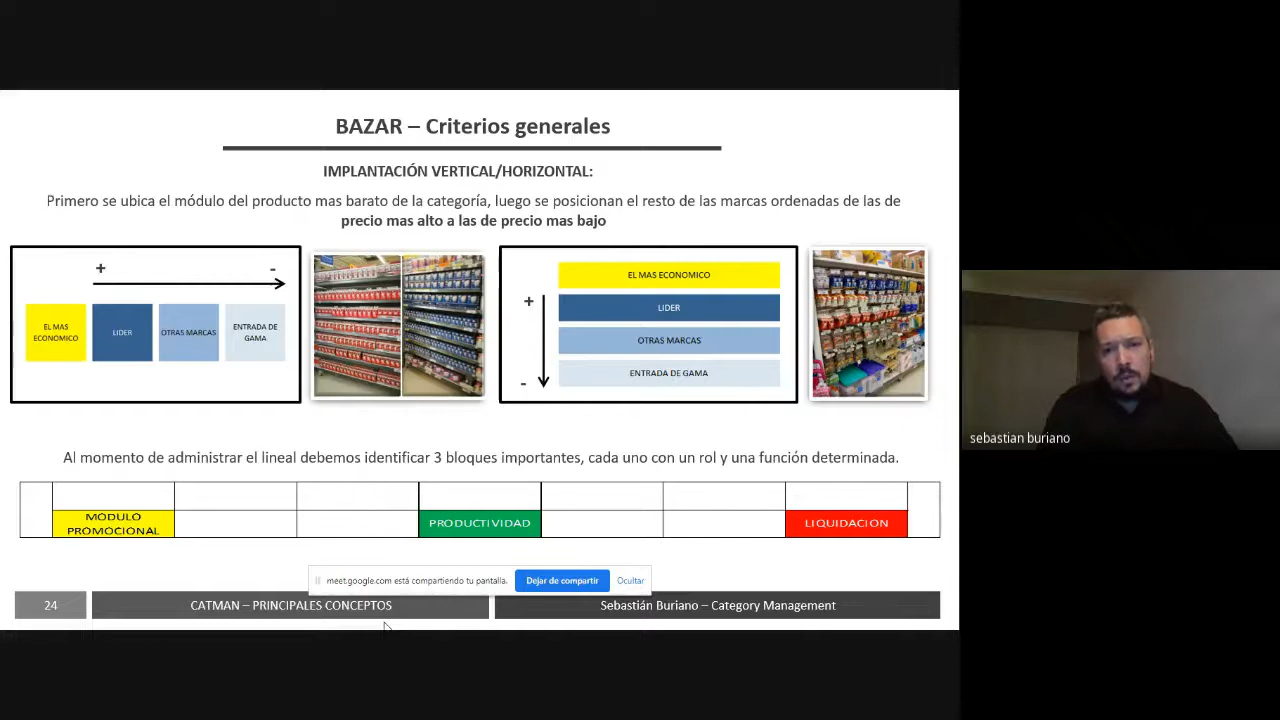 BAZAR – Criterios generales
IMPLANTACIÓN VERTICAL/HORIZONTAL:
Primero se ubica el módulo del producto mas barato de la categoría, luego se posicionan el resto de las marcas ordenadas de las de
precio mas alto a las de precio mas bajo
+ -
EL MAS ECONOMICO
LIDER
OTRAS MARCAS
ENTRADA DE GAMA
EL MAS ECONOMICO
+
LIDER
OTRAS MARCAS
-
ENTRADA DE GAMA
sebastian buriano
Al momento de administrar el lineal debemos identificar 3 bloques importantes, cada uno con un rol y una función determinada.
MODULO PROMOCIONAL
PRODUCTIVIDAD
LIQUIDACION
meet.google.com está compartiendo tu pantalla.
Dejar de compartir
Ocultar
24
CATMAN – PRINCIPALES CONCEPTOS
Sebastián Buriano – Category Management